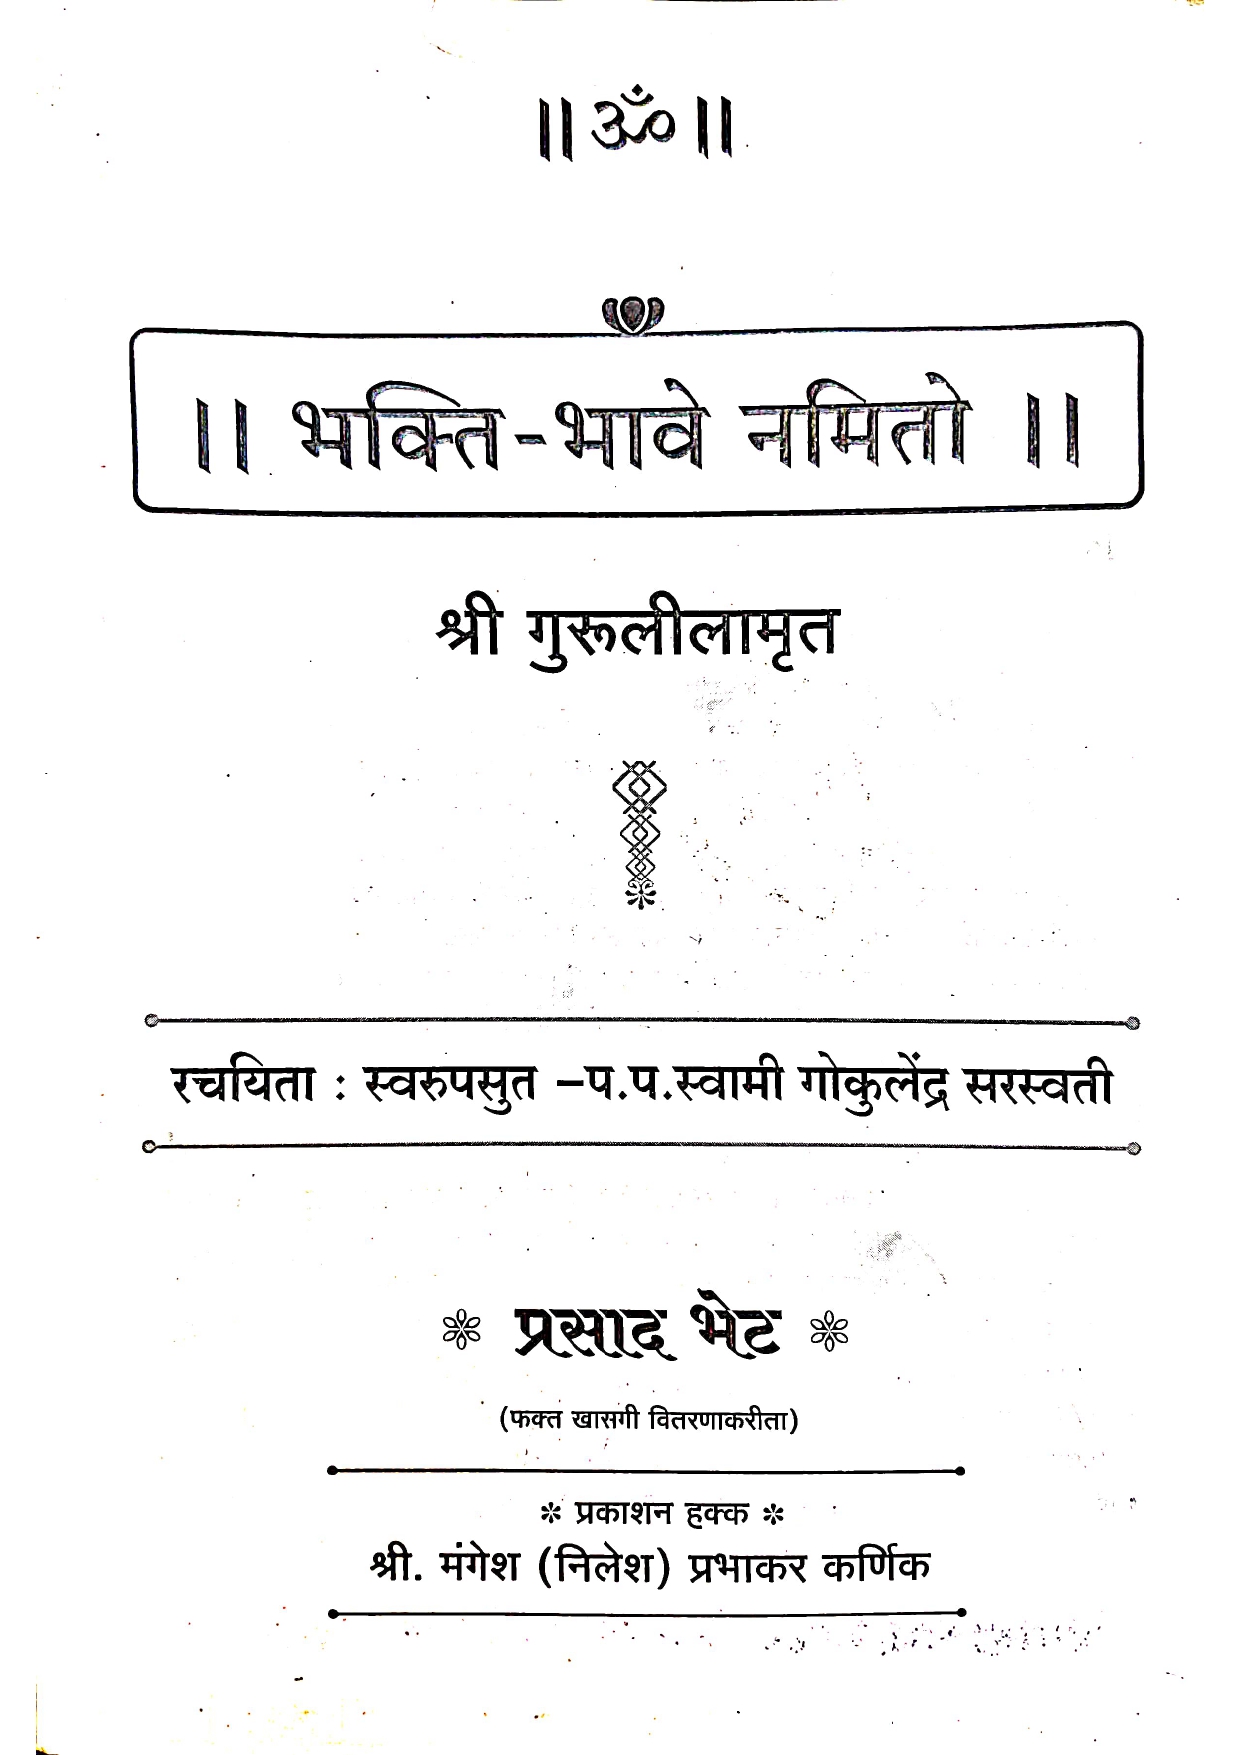 ।। ॐ ।।
।। भक्ति-भावे नमितो ।।
श्री गुरूलीलामृत
रचयिता : स्वरुपसुत –प.प.स्वामी गोकुलेंद्र सरस्वती
प्रसाद भेट
(फक्त खासगी वितरणाकरीता)
* प्रकाशन हक्क *
श्री. मंगेश (निलेश) प्रभाकर कर्णिक